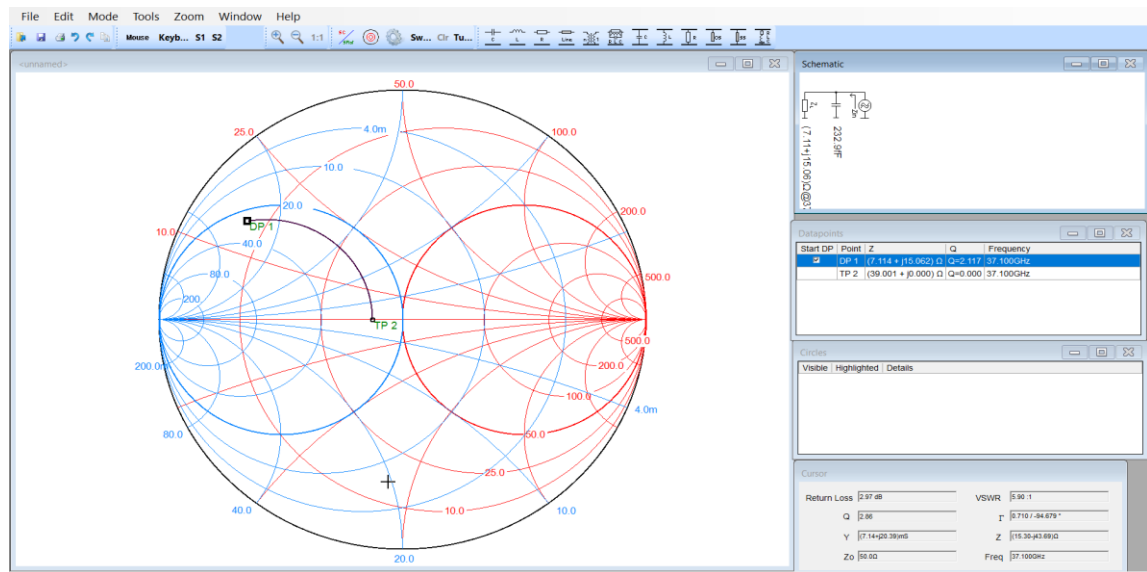 File Edit Mode Tools Zoom Window Help
Mouse Keyb... S1 S2 1:1 Sw... Clr Tu...
<unnamed>
50.0
25.0
4.0m
100.0
10.0
20.0
200.0
10.0
40.0
DP 1
80.0
500.0
200.
TP 2
500.0
200.0m
200.0
100.0
4.0m
80.0
50.0
25.0
40.0
10.0
10.0
20.0
Schematic
232.9fF
(7.11+j15.06)Ω@37
Datapoints
Start DP Point Z Q Frequency
DP 1 (7.114 + j15.062) Ω Q=2.117 37.100GHz
TP 2 (39.001 + j0.000) Ω Q=0.000 37.100GHz
Circles
Visible Highlighted Details
Cursor
Return Loss 2.97 dB VSWR 5.90 :1
Q 2.86 Γ 0.710 / -94.679 °
Y (7.14+j20.39)mS Z (15.30-j43.69)Ω
Zo 50.0Ω Freq 37.100GHz